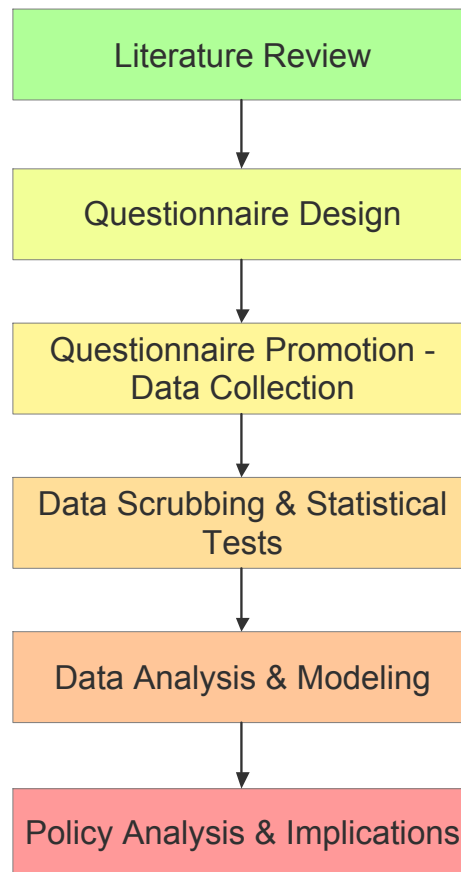 Literature Review
Questionnaire Design
Questionnaire Promotion -
Data Collection
Data Scrubbing & Statistical
Tests
Data Analysis & Modeling
Policy Analysis & Implications